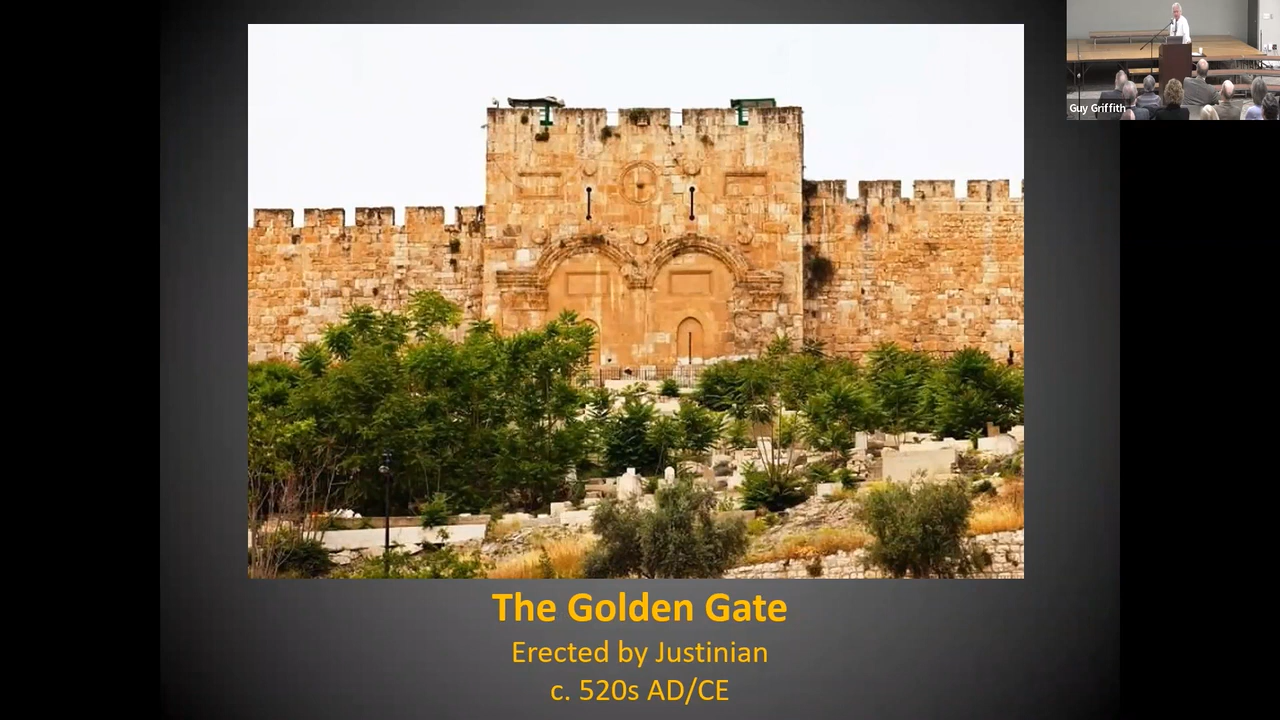 Guy Griffith
The Golden Gate
Erected by Justinian
c. 520s AD/CE